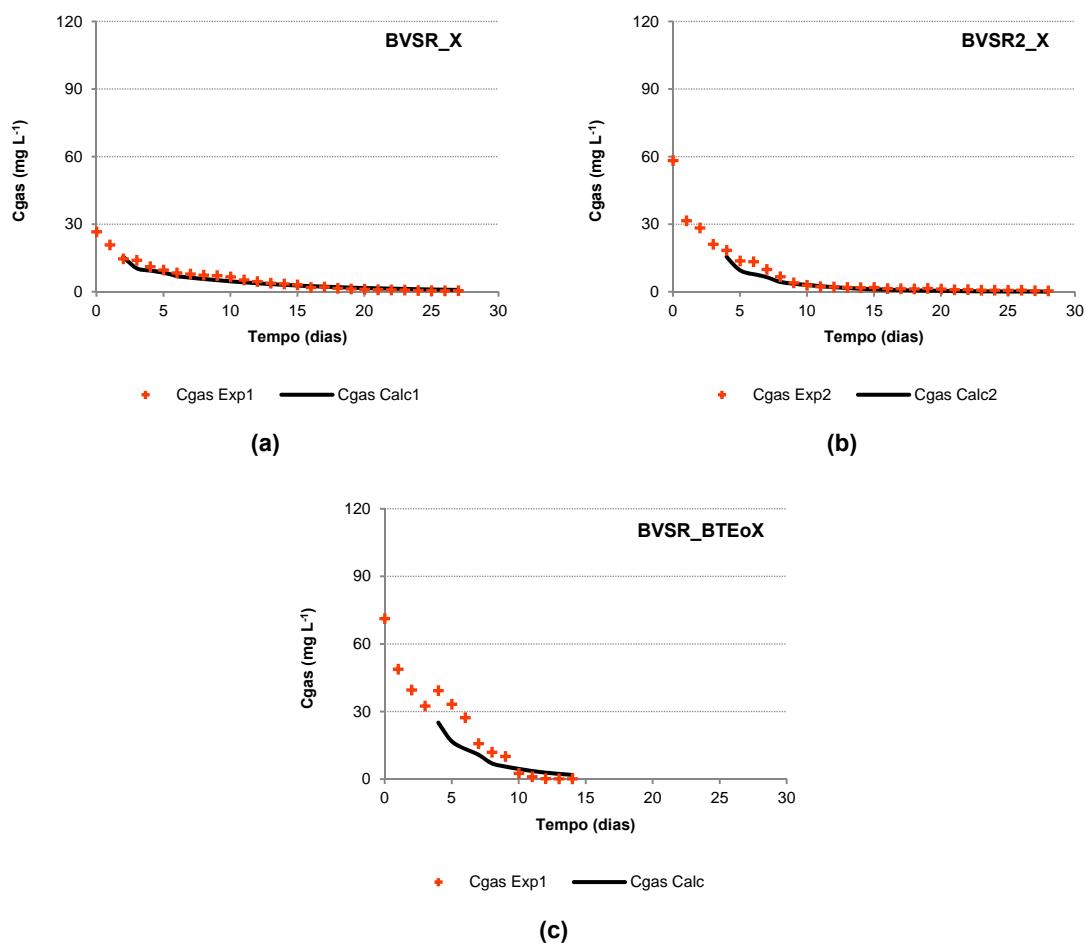 BVSR_X
120
90
60
30
0
Cgas (mg L⁻¹)
0 5 10 15 20 25 30
Tempo (dias)
Cgas Exp1 Cgas Calc1
(a)
BVSR2_X
120
90
60
30
0
Cgas (mg L⁻¹)
0 5 10 15 20 25 30
Tempo (dias)
Cgas Exp2 Cgas Calc2
(b)
BVSR_BTEoX
120
90
60
30
0
Cgas (mg L⁻¹)
0 5 10 15 20 25 30
Tempo (dias)
Cgas Exp1 Cgas Calc
(c)